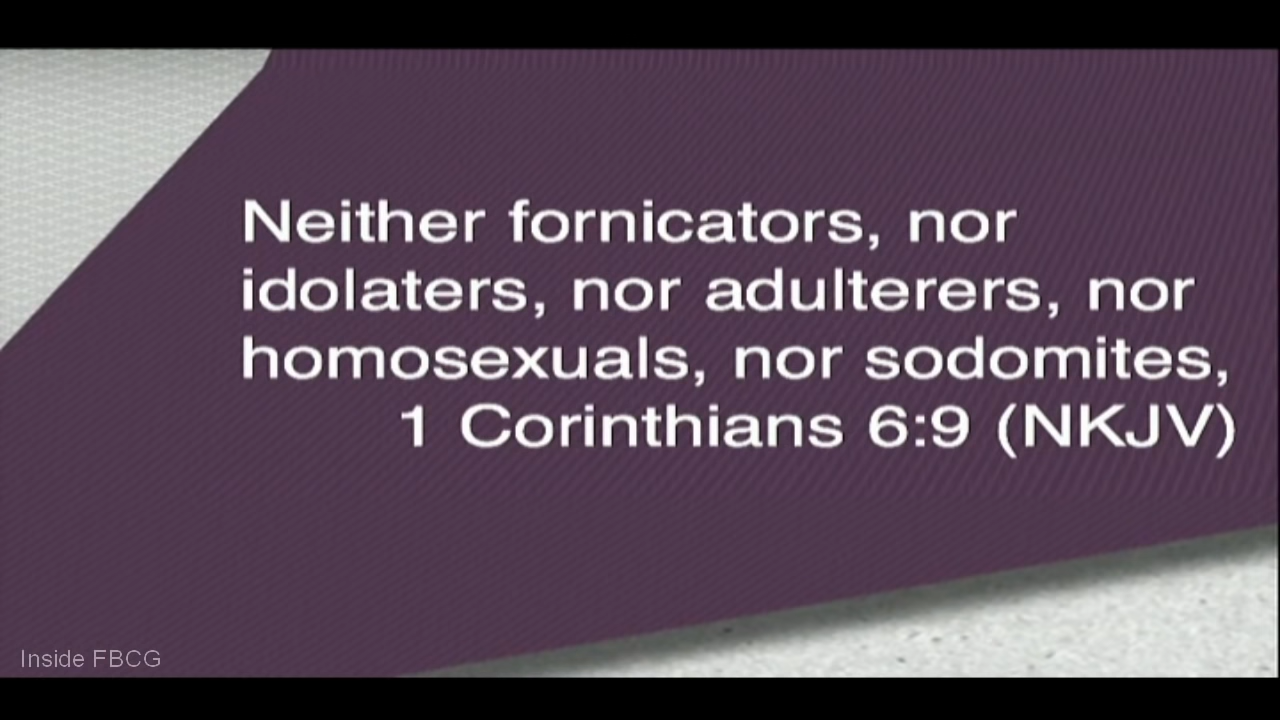 Neither fornicators, nor
idolaters, nor adulterers, nor
homosexuals, nor sodomites,
1 Corinthians 6:9 (NKJV)
Inside FBCG